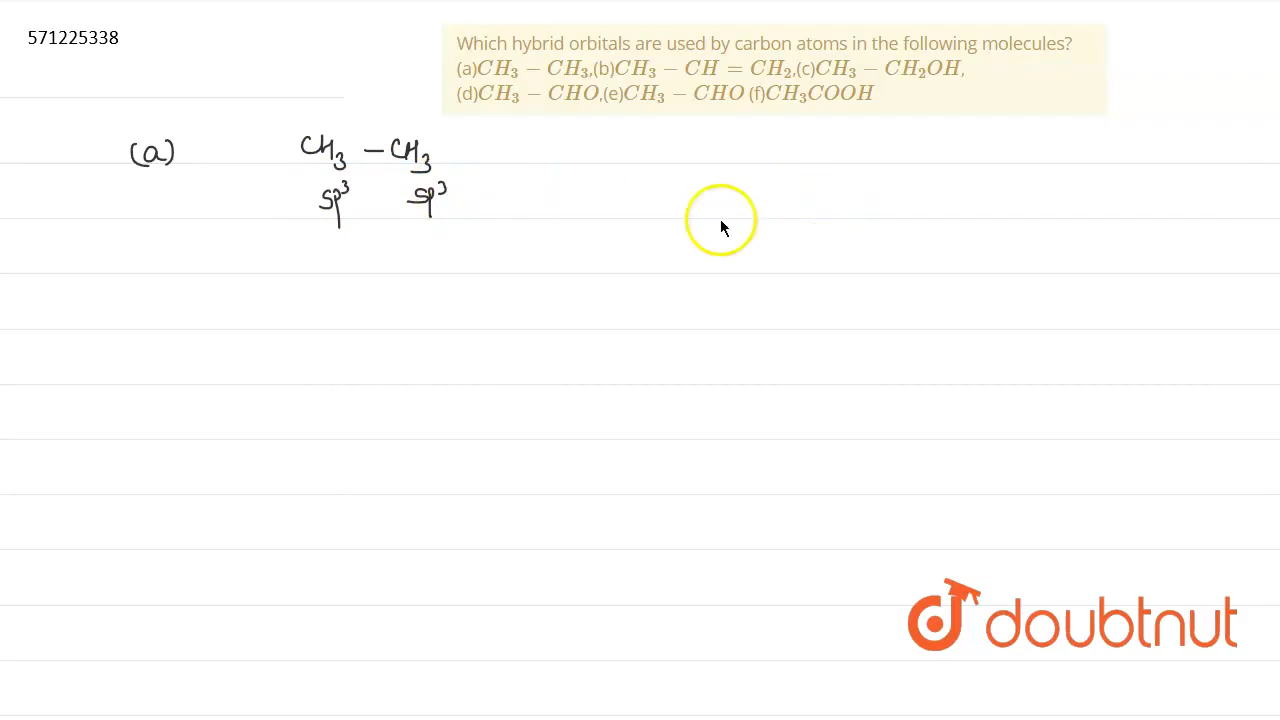 571225338
Which hybrid orbitals are used by carbon atoms in the following molecules?
(a)CH₃ − CH₃,(b)CH₃ − CH = CH₂,(c)CH₃ − CH₂OH,
(d)CH₃ − CHO,(e)CH₃ − CHO (f)CH₃COOH
(a) CH₃ − CH₃
sp³ sp³
doubtnut